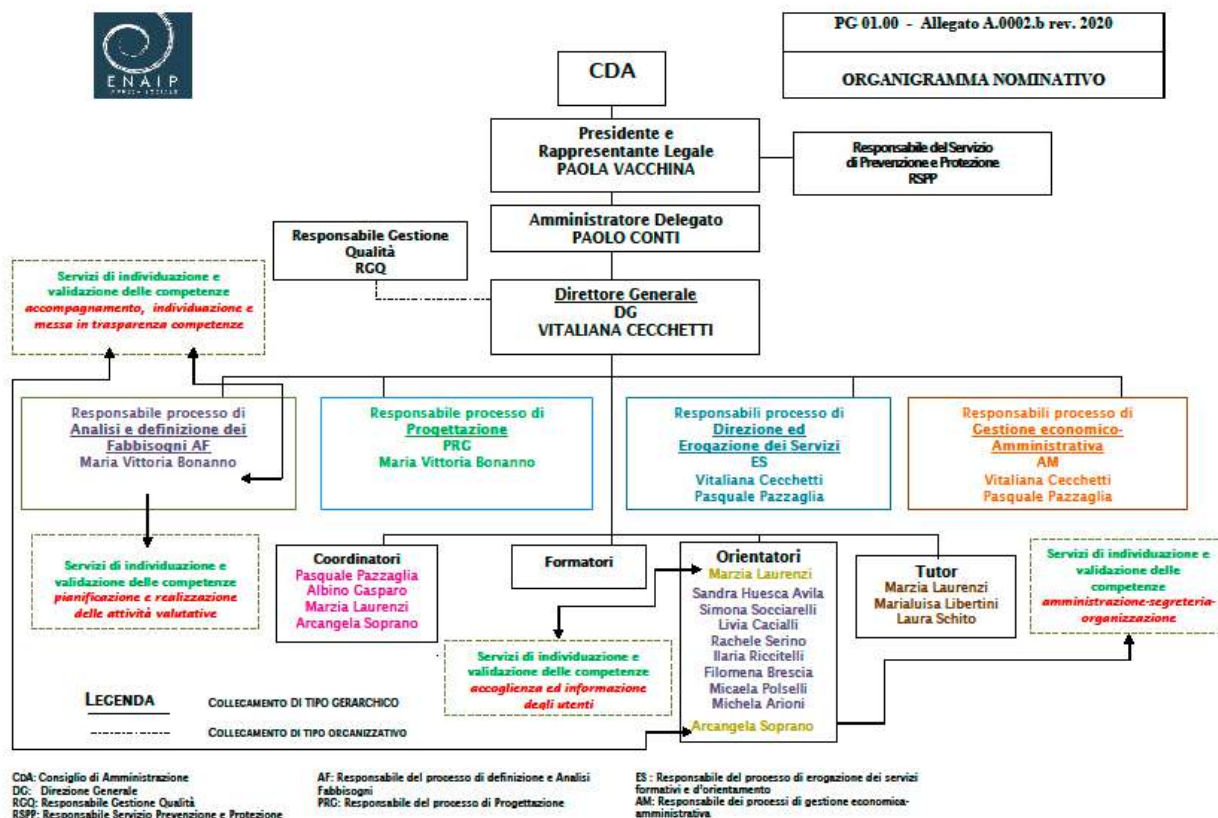 ENAIP
PG 01.00 - Allegato A.0002.b rev. 2020
ORGANIGRAMMA NOMINATIVO
CDA
Presidente e
Rappresentante Legale
PAOLA VACCHINA
Responsabile del Servizio
di Prevenzione e Protezione
RSPP
Amministratore Delegato
PAOLO CONTI
Responsabile Gestione
Qualità
RGQ
Direttore Generale
DG
VITALIANA CECCHETTI
Servizi di individuazione e
validazione delle competenze
accompagnamento, individuazione e
messa in trasparenza competenze
Responsabile processo di
Analisi e definizione dei
Fabbisogni AF
Maria Vittoria Bonanno
Responsabile processo di
Progettazione
PRG
Maria Vittoria Bonanno
Responsabili processo di
Direzione ed
Erogazione dei Servizi
ES
Vitaliana Cecchetti
Pasquale Pazzaglia
Responsabili processo di
Gestione economico-
Amministrativa
AM
Vitaliana Cecchetti
Pasquale Pazzaglia
Servizi di individuazione e
validazione delle competenze
pianificazione e realizzazione
delle attività valutative
Coordinatori
Pasquale Pazzaglia
Albino Gasparo
Marzia Laurenzi
Arcangela Soprano
Formatori
Orientatori
Marzia Laurenzi
Sandra Huesca Avila
Simona Socciarelli
Livia Cacialli
Rachele Serino
Ilaria Riccitelli
Filomena Brescia
Micaela Polselli
Michela Arioni
Arcangela Soprano
Tutor
Marzia Laurenzi
Marialuisa Libertini
Laura Schito
Servizi di individuazione e
validazione delle
competenze
amministrazione-segreteria-
organizzazione
Servizi di individuazione e
validazione delle competenze
accoglienza ed informazione
degli utenti
LEGENDA
COLLECAMENTO DI TIPO GERARCHICO
COLLECAMENTO DI TIPO ORGANIZZATIVO
CDA: Consiglio di Amministrazione
DG: Direzione Generale
RGQ: Responsabile Gestione Qualità
RSPP: Responsabile Servizio Prevenzione e Protezione
AF: Responsabile del processo di definizione e Analisi
Fabbisogni
PRG: Responsabile del processo di Progettazione
ES : Responsabile del processo di erogazione dei servizi
formativi e d'orientamento
AM: Responsabile dei processi di gestione economica-
amministrativa